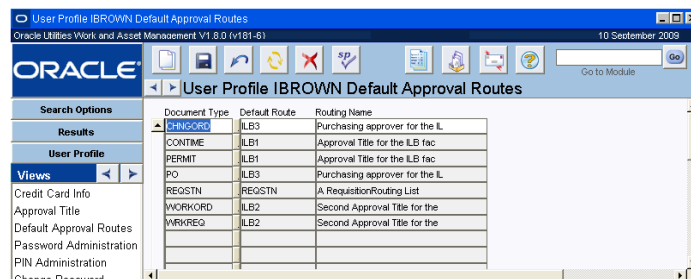 User Profile IBROWN Default Approval Routes
Oracle Utilities Work and Asset Management V1.8.0 (v181-6) 10 September 2009
ORACLE
sp
Go
Go to Module
User Profile IBROWN Default Approval Routes
Search Options
Results
User Profile
Views
Credit Card Info
Approval Title
Default Approval Routes
Password Administration
PIN Administration
Change Password
Document Type Default Route Routing Name
CHNGORD ILB3 Purchasing approver for the IL
CONTIME ILB1 Approval Title for the ILB fac
PERMIT ILB1 Approval Title for the ILB fac
PO ILB3 Purchasing approver for the IL
REQSTN REQSTN A RequisitionRouting List
WORKORD ILB2 Second Approval Title for the
WRKREQ ILB2 Second Approval Title for the